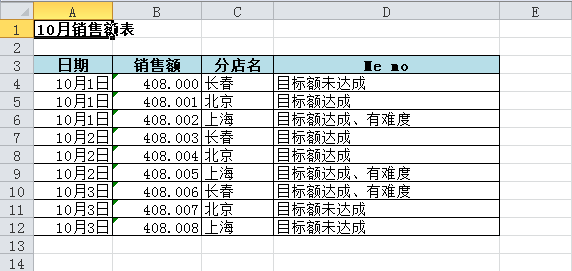 A B C D E
1 10月销售额表
2
3 日期 销售额 分店名 Memo
4 10月1日 408.000 长春 目标额未达成
5 10月1日 408.001 北京 目标额达成
6 10月1日 408.002 上海 目标额达成、有难度
7 10月2日 408.003 长春 目标额达成
8 10月2日 408.004 北京 目标额达成
9 10月2日 408.005 上海 目标额达成、有难度
10 10月3日 408.006 长春 目标额达成、有难度
11 10月3日 408.007 北京 目标额未达成
12 10月3日 408.008 上海 目标额未达成
13
14